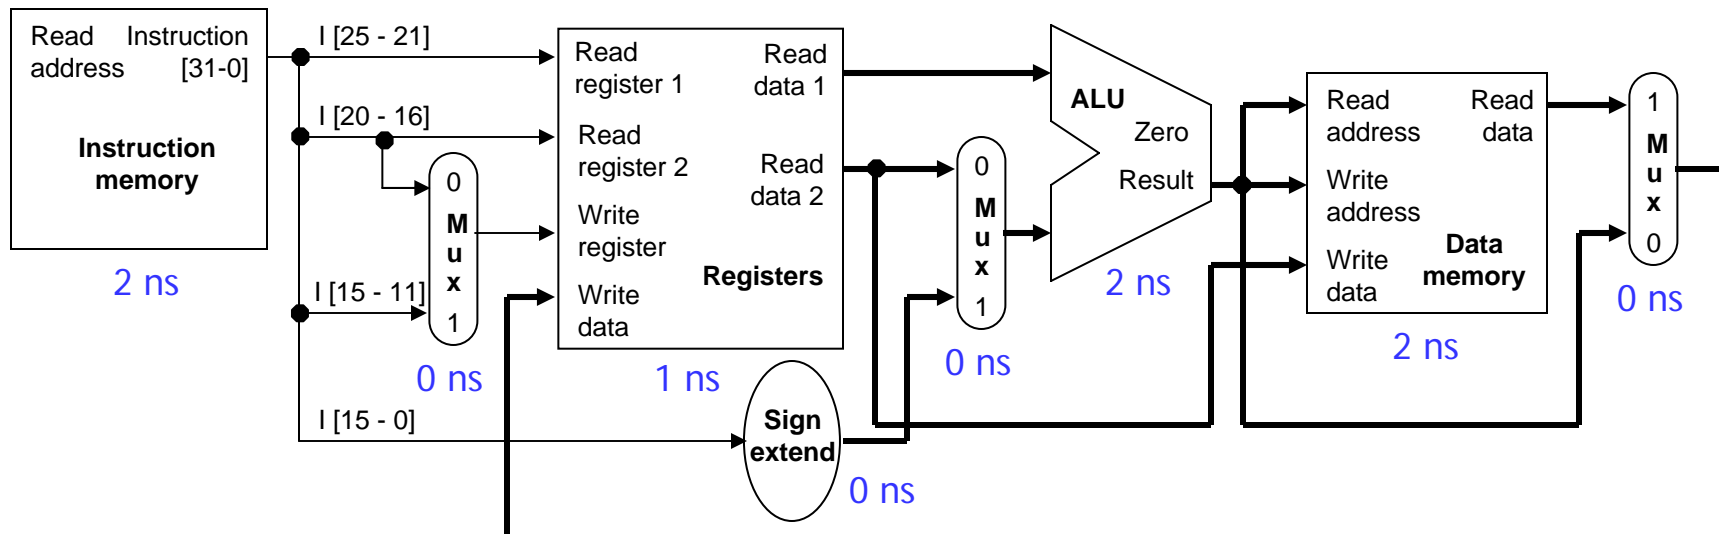 Read Instruction
address [31-0]
Instruction
memory
2 ns
I [25 - 21]
I [20 - 16]
I [15 - 11]
I [15 - 0]
0
M
u
x
1
0 ns
Read
register 1
Read
register 2
Write
register
Write
data
Read
data 1
Read
data 2
Registers
1 ns
Sign
extend
0 ns
0
M
u
x
1
0 ns
ALU
Zero
Result
2 ns
Read
address
Write
address
Write
data
Read
data
Data
memory
2 ns
1
M
u
x
0
0 ns